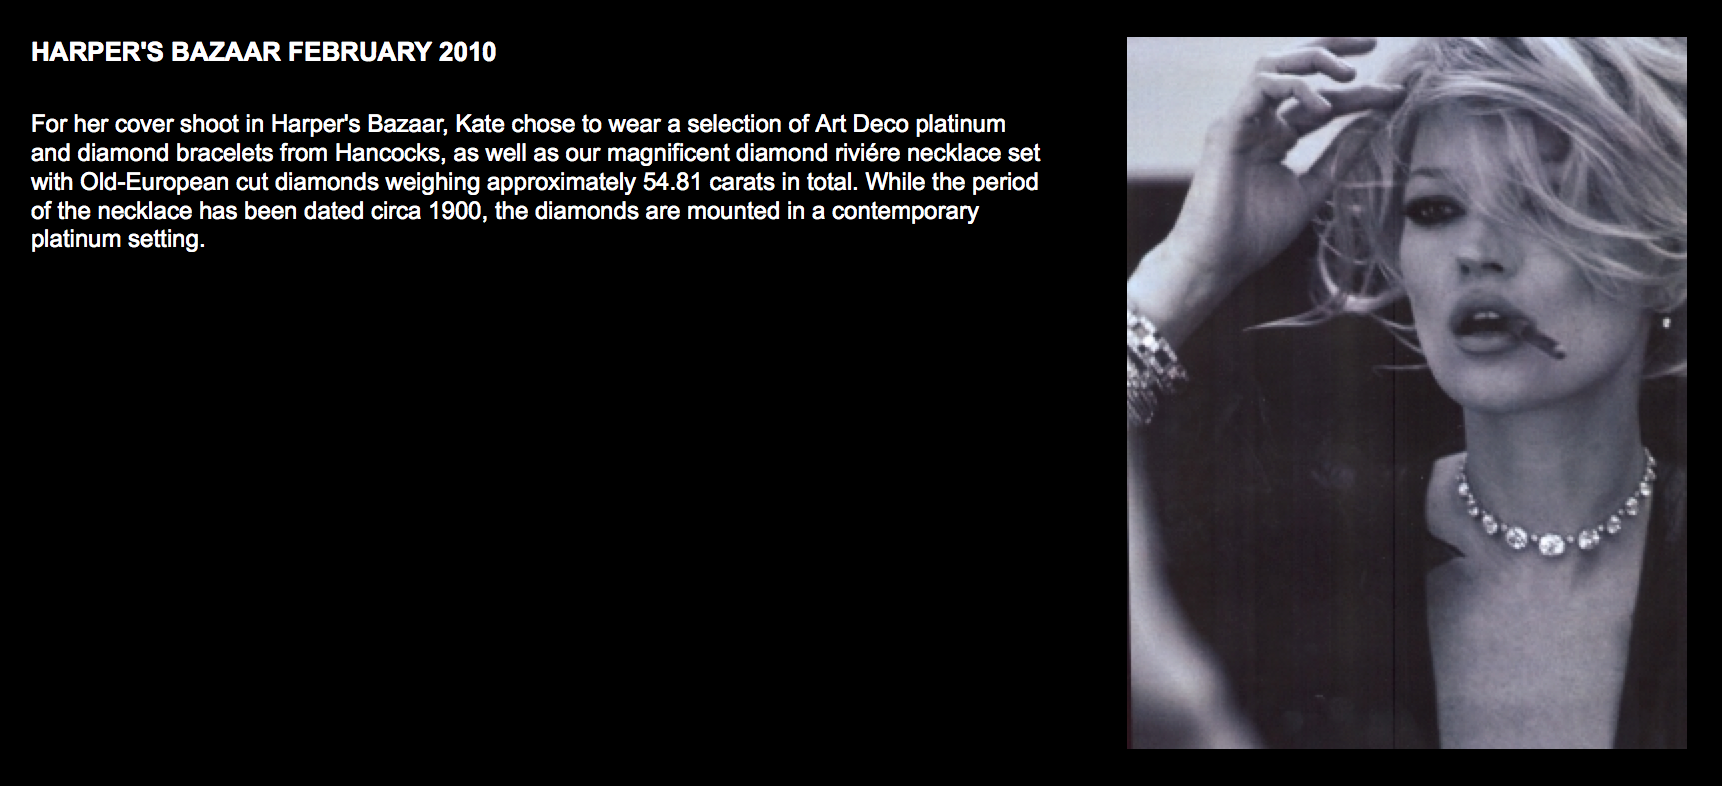 HARPER'S BAZAAR FEBRUARY 2010
For her cover shoot in Harper's Bazaar, Kate chose to wear a selection of Art Deco platinum
and diamond bracelets from Hancocks, as well as our magnificent diamond riviére necklace set
with Old-European cut diamonds weighing approximately 54.81 carats in total. While the period
of the necklace has been dated circa 1900, the diamonds are mounted in a contemporary
platinum setting.